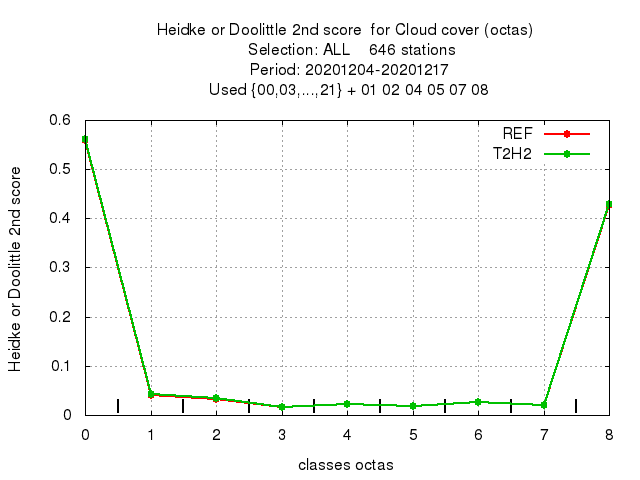 Heidke or Doolittle 2nd score  for Cloud cover (octas)
Selection: ALL    646 stations
Period: 20201204-20201217
Used {00,03,...,21} + 01 02 04 05 07 08
REF
T2H2
Heidke or Doolittle 2nd score
0.6
0.5
0.4
0.3
0.2
0.1
0
0 1 2 3 4 5 6 7 8
classes octas